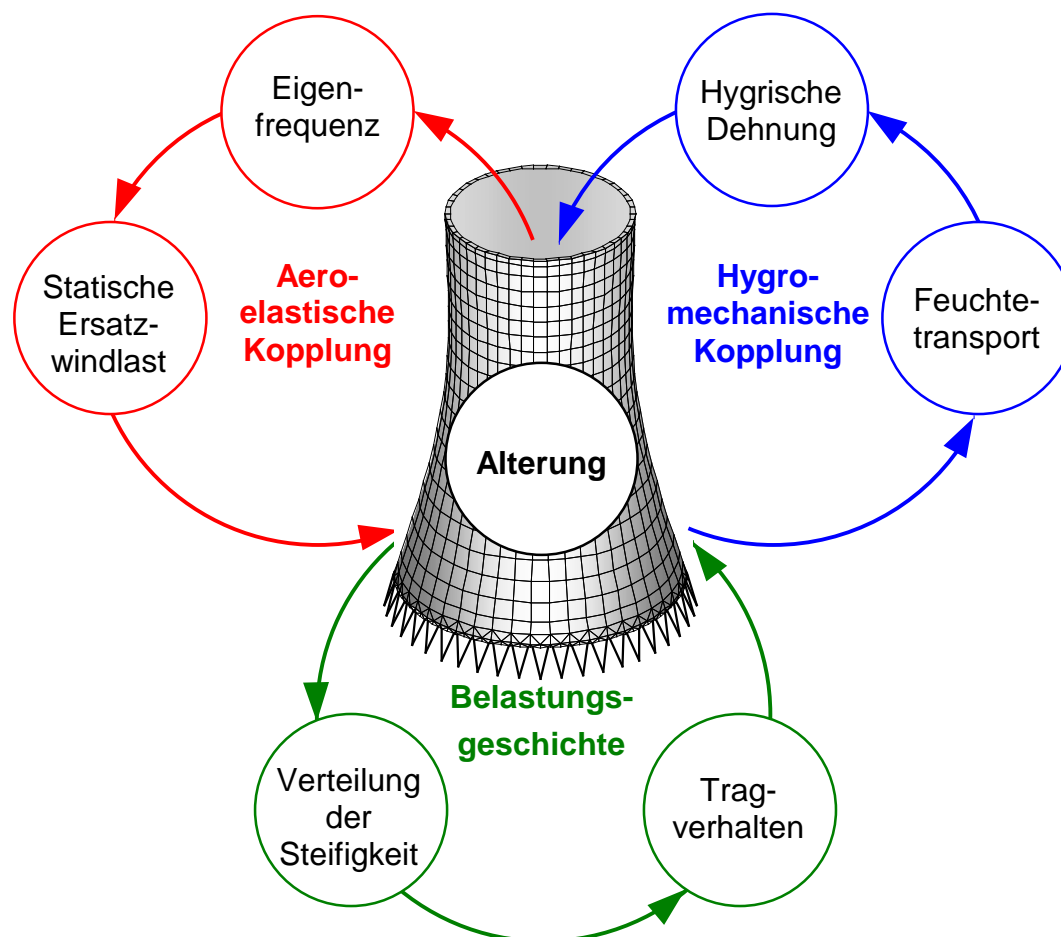 Eigen-
frequenz
Hygrische
Dehnung
Statische
Ersatz-
windlast
Aero-
elastische
Kopplung
Hygro-
mechanische
Kopplung
Feuchte-
transport
Alterung
Belastungs-
geschichte
Verteilung
der
Steifigkeit
Trag-
verhalten